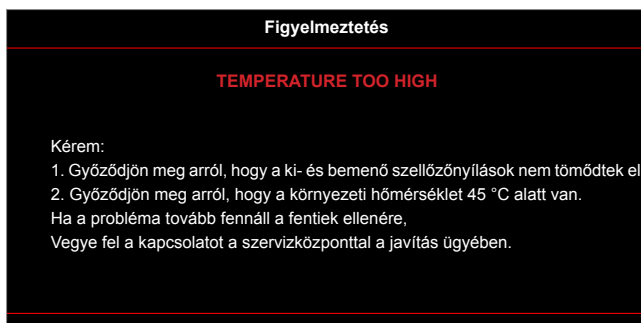 Figyelmeztetés
TEMPERATURE TOO HIGH
Kérem:
1. Győződjön meg arról, hogy a ki- és bemenő szellőzőnyílások nem tömődtek el
2. Győződjön meg arról, hogy a környezeti hőmérséklet 45 °C alatt van.
Ha a probléma tovább fennáll a fentiek ellenére,
Vegye fel a kapcsolatot a szervizközponttal a javítás ügyében.